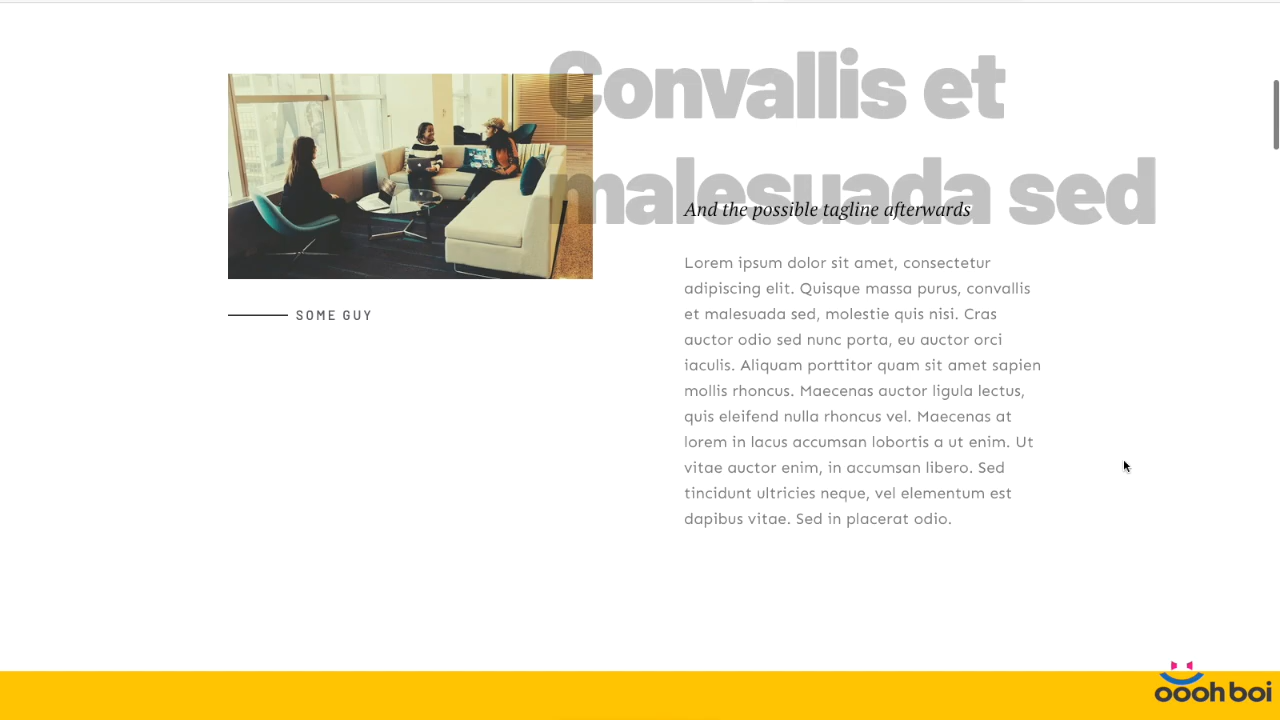 Convallis et
malesuada sed
And the possible tagline afterwards
SOME GUY
Lorem ipsum dolor sit amet, consectetur
adipiscing elit. Quisque massa purus, convallis
et malesuada sed, molestie quis nisi. Cras
auctor odio sed nunc porta, eu auctor orci
iaculis. Aliquam porttitor quam sit amet sapien
mollis rhoncus. Maecenas auctor ligula lectus,
quis eleifend nulla rhoncus vel. Maecenas at
lorem in lacus accumsan lobortis a ut enim. Ut
vitae auctor enim, in accumsan libero. Sed
tincidunt ultricies neque, vel elementum est
dapibus vitae. Sed in placerat odio.
oooh boi